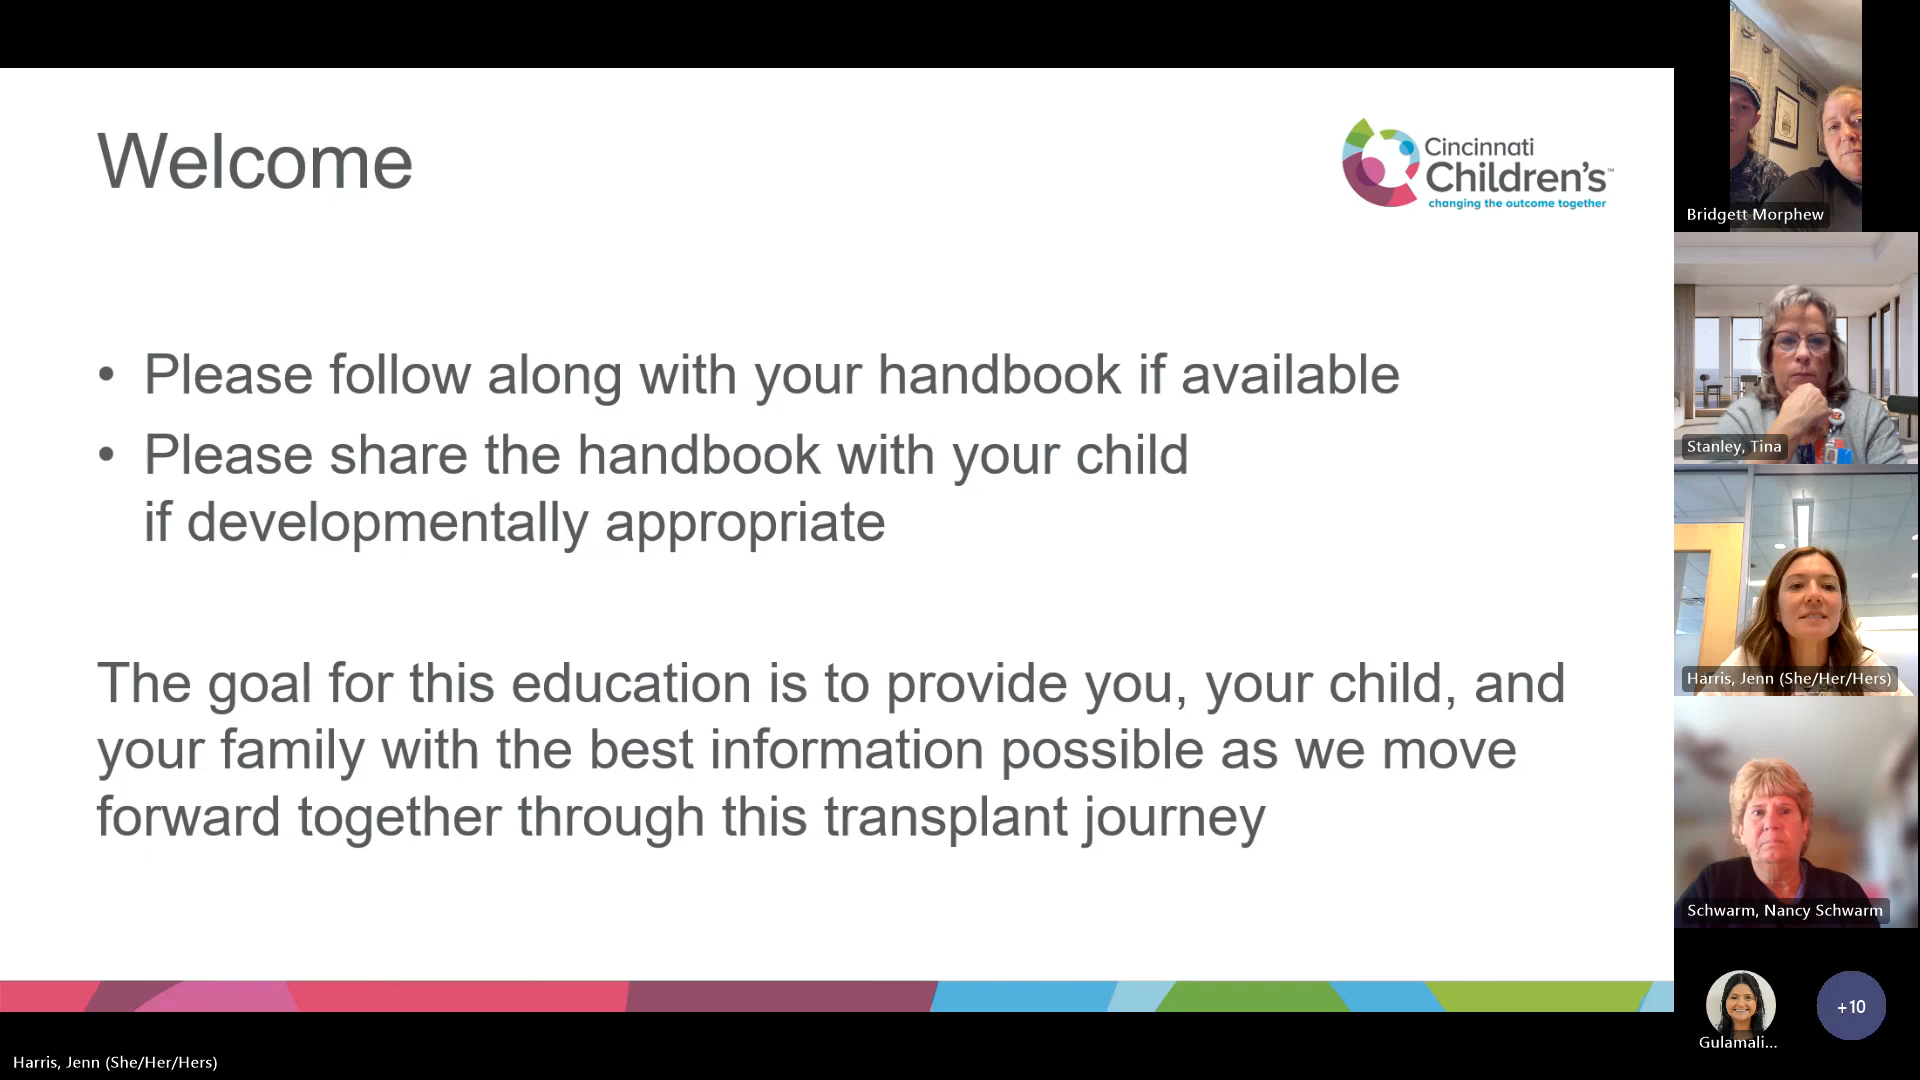 Welcome
Cincinnati
Children's™
changing the outcome together
• Please follow along with your handbook if available
• Please share the handbook with your child
if developmentally appropriate
The goal for this education is to provide you, your child, and
your family with the best information possible as we move
forward together through this transplant journey
Bridgett Morphew
Stanley, Tina
Harris, Jenn (She/Her/Hers)
Schwarm, Nancy Schwarm
Gulamali...
+10
Harris, Jenn (She/Her/Hers)